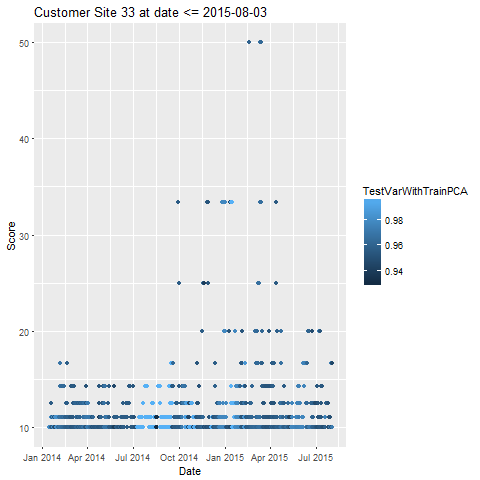 Customer Site 33 at date <= 2015-08-03
50
40
30
20
10
Score
Jan 2014 Apr 2014 Jul 2014 Oct 2014 Jan 2015 Apr 2015 Jul 2015
Date
TestVarWithTrainPCA
0.98
0.96
0.94